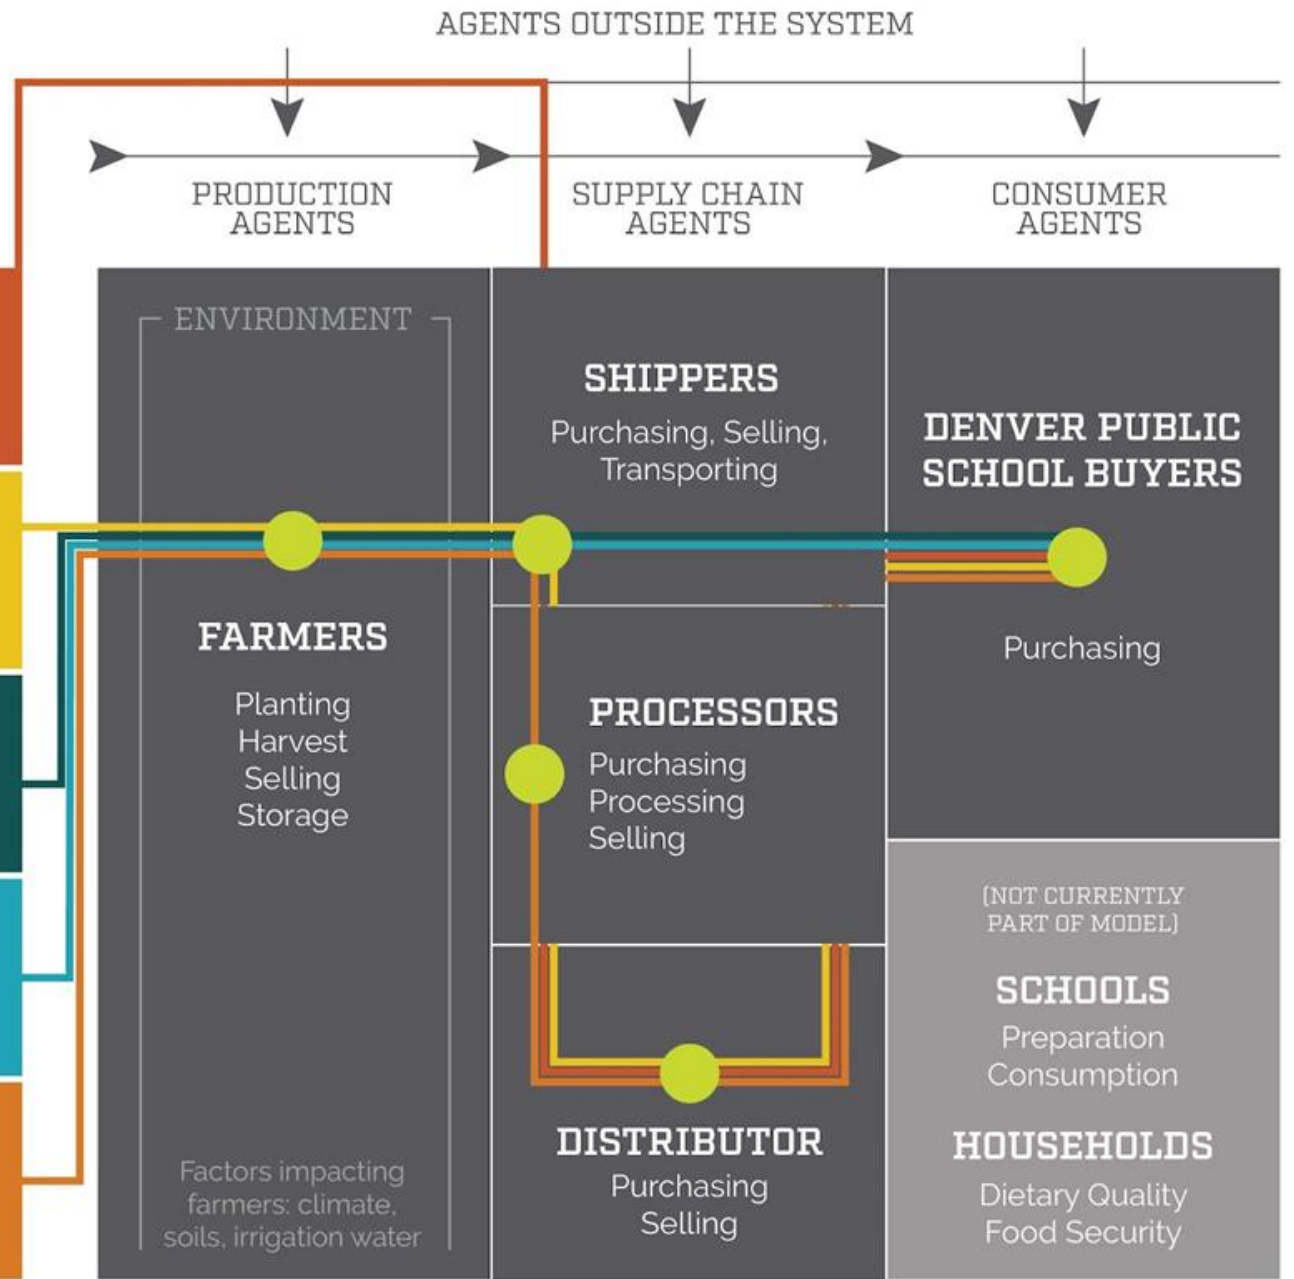 AGENTS OUTSIDE THE SYSTEM
PRODUCTION
AGENTS
SUPPLY CHAIN
AGENTS
CONSUMER
AGENTS
ENVIRONMENT
FARMERS
Planting
Harvest
Selling
Storage
Factors impacting
farmers: climate,
soils, irrigation water
SHIPPERS
Purchasing, Selling,
Transporting
PROCESSORS
Purchasing
Processing
Selling
DISTRIBUTOR
Purchasing
Selling
DENVER PUBLIC
SCHOOL BUYERS
Purchasing
(NOT CURRENTLY
PART OF MODEL)
SCHOOLS
Preparation
Consumption
HOUSEHOLDS
Dietary Quality
Food Security